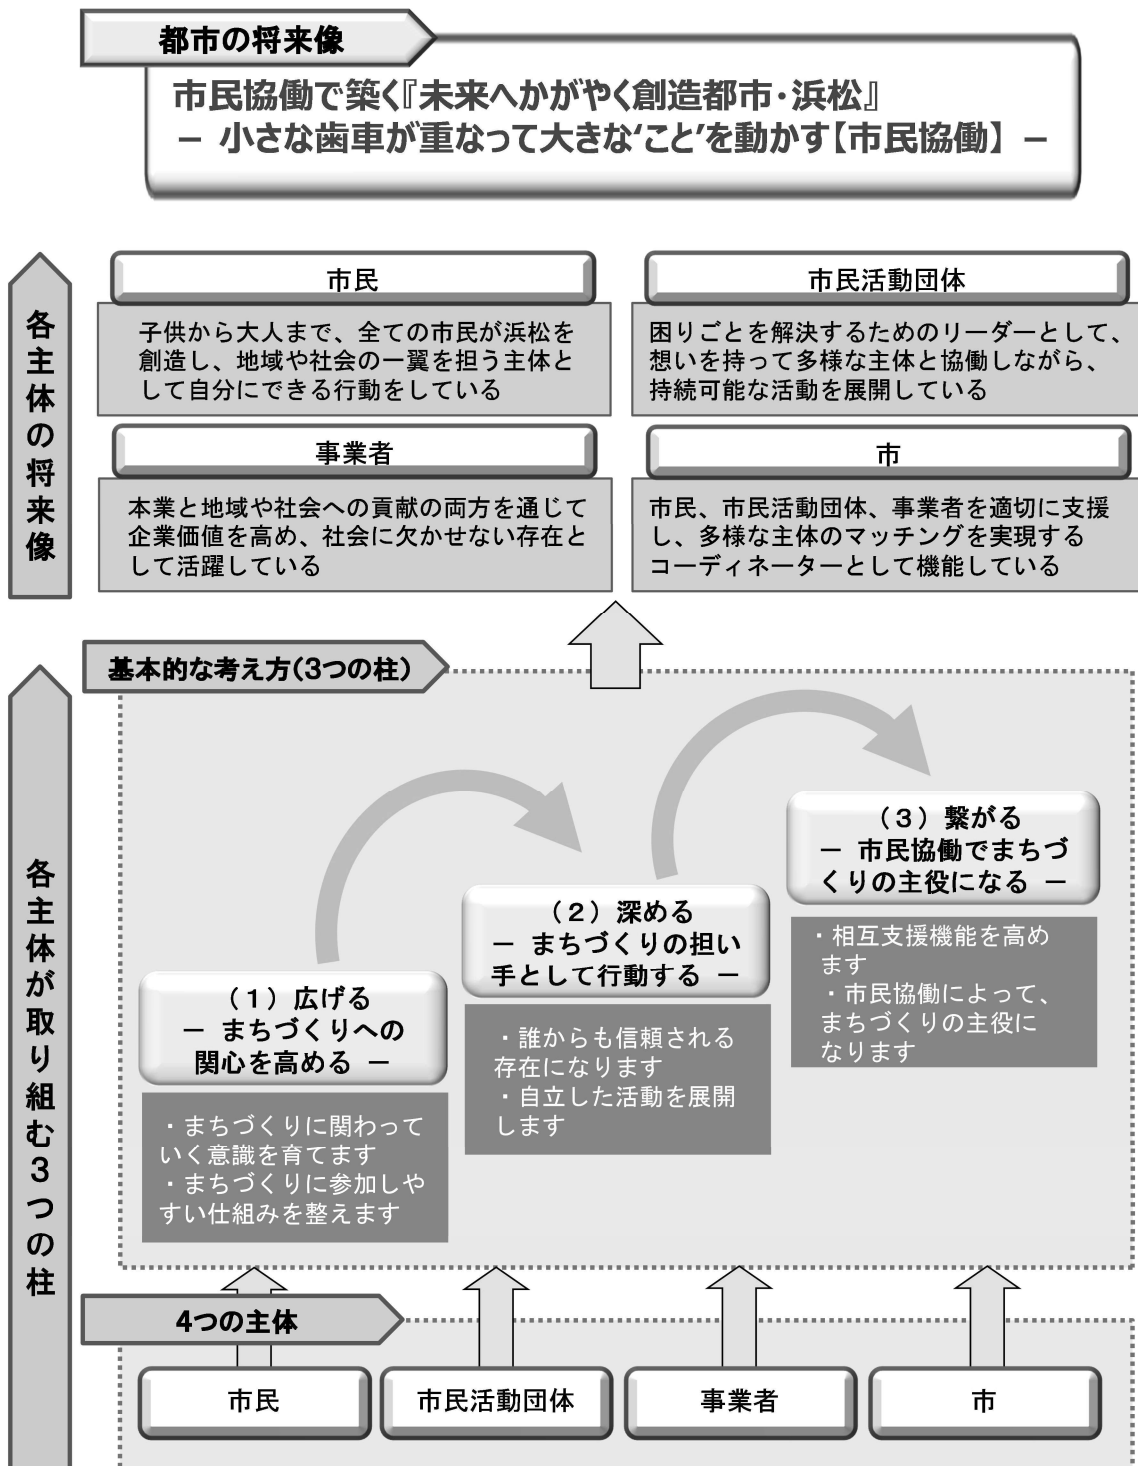 都市の将来像
市民協働で築く『未来へかがやく創造都市・浜松』
－ 小さな歯車が重なって大きな‘こと’を動かす【市民協働】 －
各主体の将来像
市民
子供から大人まで、全ての市民が浜松を
創造し、地域や社会の一翼を担う主体と
して自分にできる行動をしている
市民活動団体
困りごとを解決するためのリーダーとして、
想いを持って多様な主体と協働しながら、
持続可能な活動を展開している
事業者
本業と地域や社会への貢献の両方を通じて
企業価値を高め、社会に欠かせない存在と
して活躍している
市
市民、市民活動団体、事業者を適切に支援
し、多様な主体のマッチングを実現する
コーディネーターとして機能している
各主体が取り組む3つの柱
基本的な考え方(3つの柱)
（1）広げる
－ まちづくりへの
関心を高める －
・まちづくりに関わって
いく意識を育てます
・まちづくりに参加しや
すい仕組みを整えます
（2）深める
－ まちづくりの担い
手として行動する －
・誰からも信頼される
存在になります
・自立した活動を展開
します
（3）繋がる
－ 市民協働でまちづ
くりの主役になる －
・相互支援機能を高め
ます
・市民協働によって、
まちづくりの主役に
なります
4つの主体
市民
市民活動団体
事業者
市